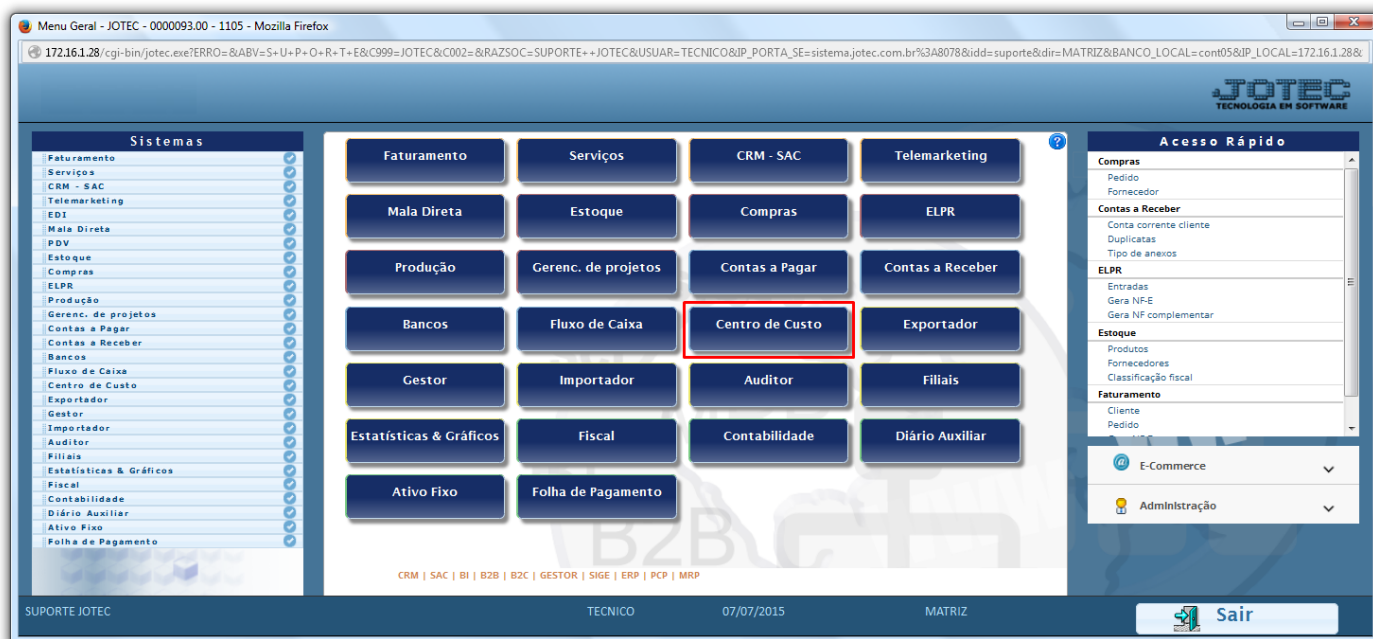 Menu Geral - JOTEC - 0000093.00 - 1105 - Mozilla Firefox
172.16.1.28/cgi-bin/jotec.exe?ERRO=&ABV=S+U+P+O+R+T+E&C999=JOTEC&C002=&RAZSOC=SUPORTE++JOTEC&USUAR=TECNICO&IP_PORTA_SE=sistema.jotec.com.br%3A8078&idd=suporte&dir=MATRIZ&BANCO_LOCAL=cont05&IP_LOCAL=172.16.1.28&
JOTEC
TECNOLOGIA EM SOFTWARE
Sistemas
Faturamento
Serviços
CRM - SAC
Telemarketing
EDI
Mala Direta
PDV
Estoque
Compras
ELPR
Produção
Gerenc. de projetos
Contas a Pagar
Contas a Receber
Bancos
Fluxo de Caixa
Centro de Custo
Exportador
Gestor
Importador
Auditor
Filiais
Estatísticas & Gráficos
Fiscal
Contabilidade
Diário Auxiliar
Ativo Fixo
Folha de Pagamento
Faturamento Serviços CRM - SAC Telemarketing
Mala Direta Estoque Compras ELPR
Produção Gerenc. de projetos Contas a Pagar Contas a Receber
Bancos Fluxo de Caixa Centro de Custo Exportador
Gestor Importador Auditor Filiais
Estatísticas & Gráficos Fiscal Contabilidade Diário Auxiliar
Ativo Fixo Folha de Pagamento
B2B
CRM | SAC | BI | B2B | B2C | GESTOR | SIGE | ERP | PCP | MRP
Acesso Rápido
Compras
Pedido
Fornecedor
Contas a Receber
Conta corrente cliente
Duplicatas
Tipo de anexos
ELPR
Entradas
Gera NF-E
Gera NF complementar
Estoque
Produtos
Fornecedores
Classificação fiscal
Faturamento
Cliente
Pedido
E-Commerce
Administração
SUPORTE JOTEC TECNICO 07/07/2015 MATRIZ Sair